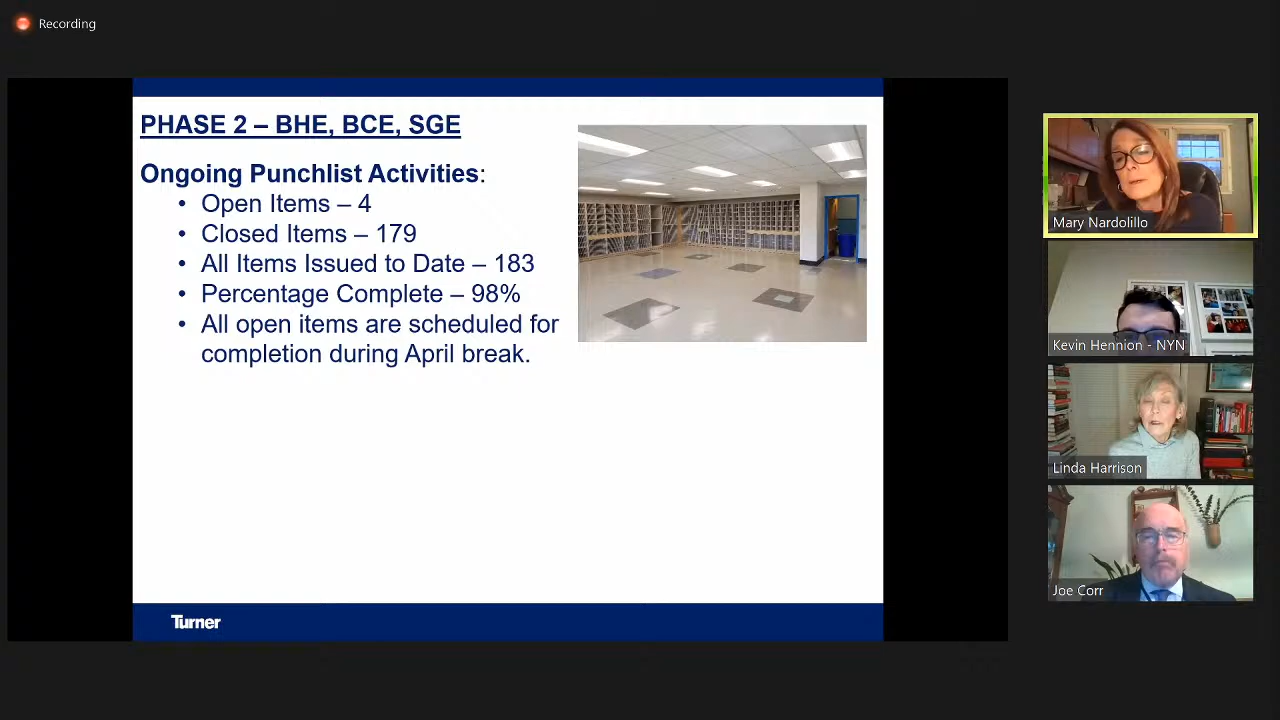 Recording
PHASE 2 – BHE, BCE, SGE
Ongoing Punchlist Activities:
• Open Items – 4
• Closed Items – 179
• All Items Issued to Date – 183
• Percentage Complete – 98%
• All open items are scheduled for
completion during April break.
Turner
Mary Nardolillo
Kevin Hennion - NYN
Linda Harrison
Joe Corr